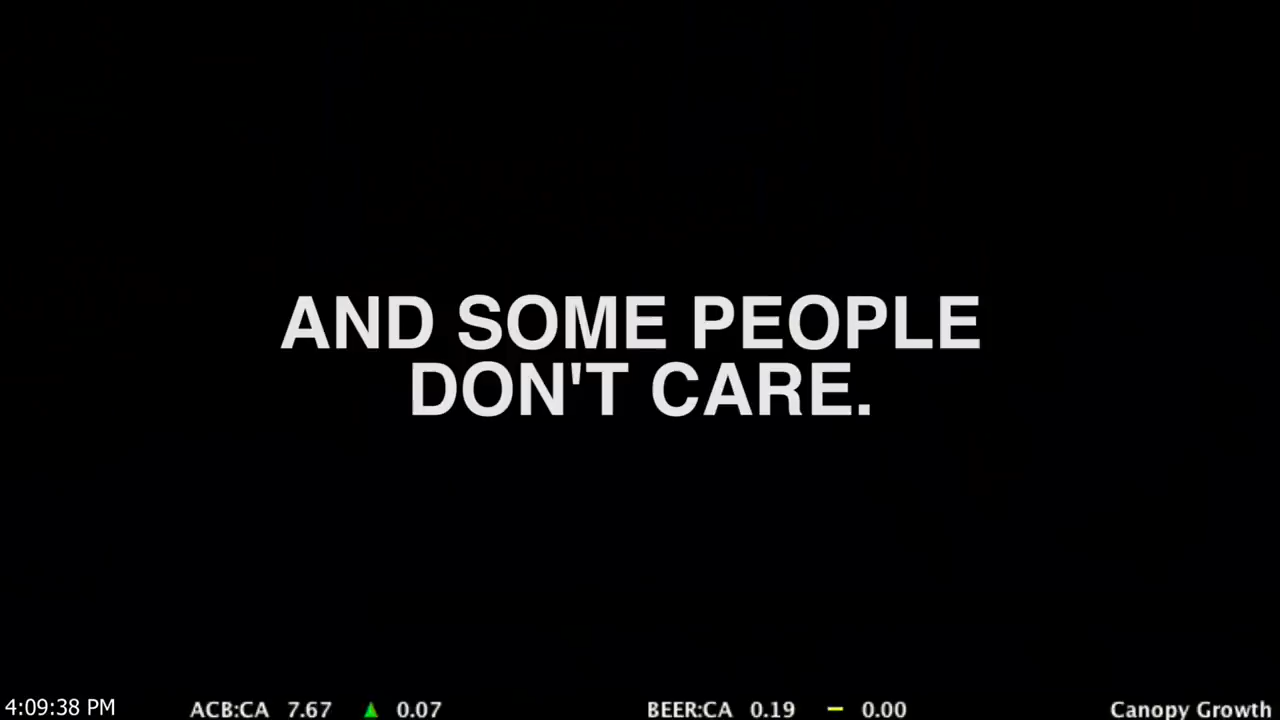 AND SOME PEOPLE
DON'T CARE.
4:09:38 PM ACB:CA 7.67 ▲ 0.07 BEER:CA 0.19 – 0.00 Canopy Growth